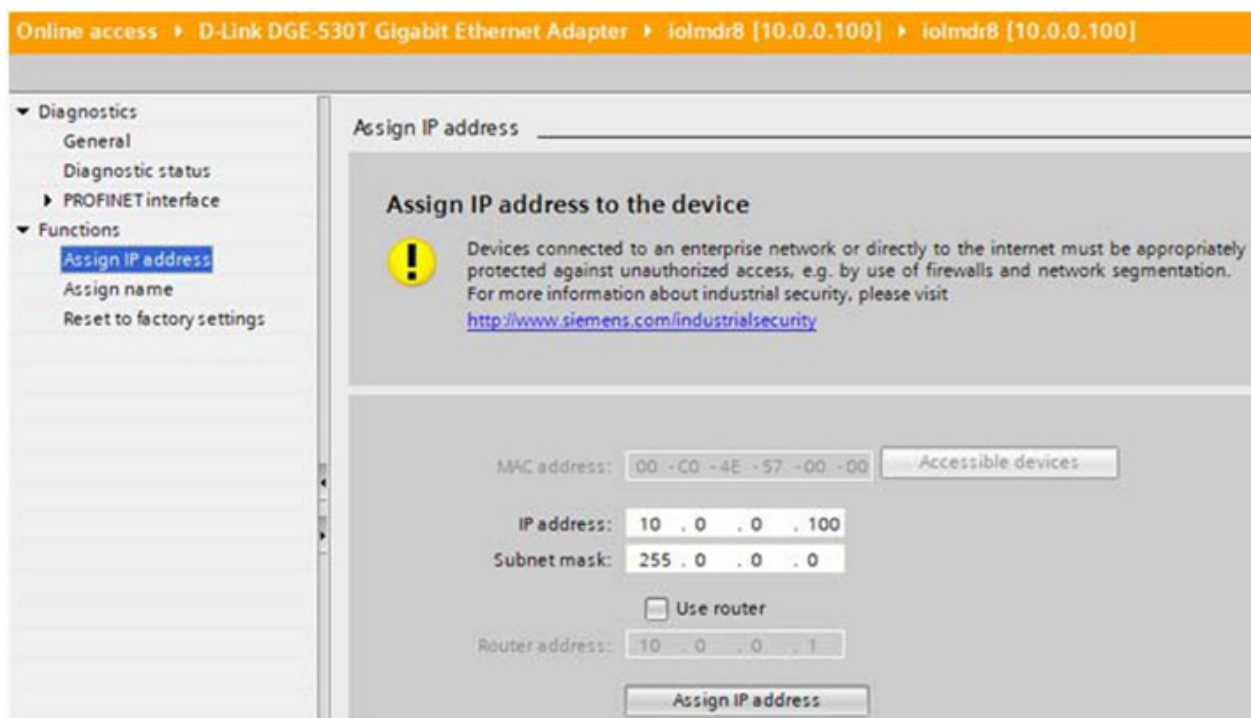 Online access ▸ D-Link DGE-530T Gigabit Ethernet Adapter ▸ iolmdr8 [10.0.0.100] ▸ iolmdr8 [10.0.0.100]
Diagnostics
General
Diagnostic status
PROFINET interface
Functions
Assign IP address
Assign name
Reset to factory settings
Assign IP address
Assign IP address to the device
Devices connected to an enterprise network or directly to the internet must be appropriately
protected against unauthorized access, e.g. by use of firewalls and network segmentation.
For more information about industrial security, please visit
http://www.siemens.com/industrialsecurity
MAC address: 00 - C0 - 4E - 57 - 00 - 00 Accessible devices
IP address: 10 . 0 . 0 . 100
Subnet mask: 255 . 0 . 0 . 0
Use router
Router address: 10 . 0 . 0 . 1
Assign IP address